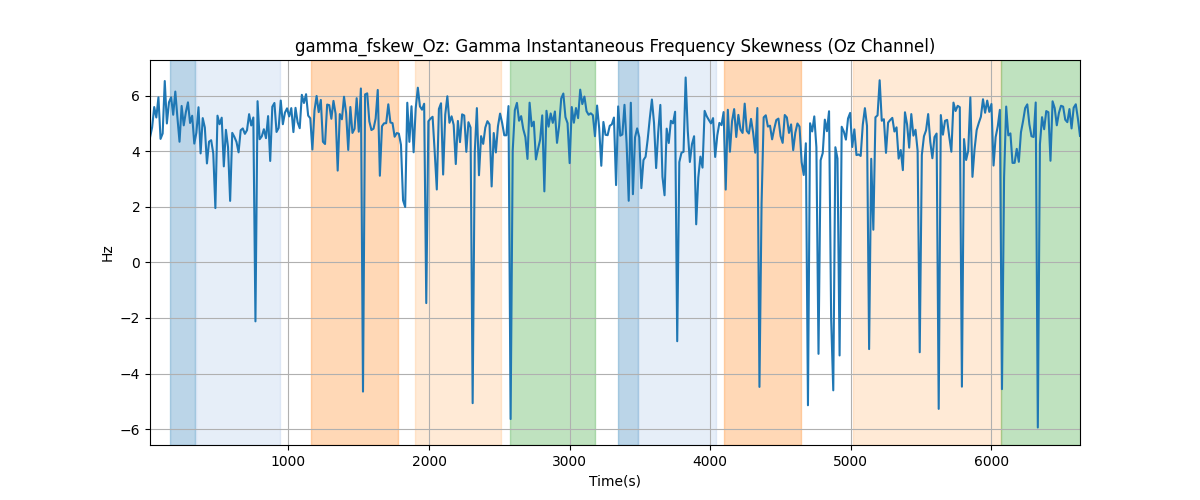 gamma_fskew_Oz: Gamma Instantaneous Frequency Skewness (Oz Channel)
6
4
2
0
−2
−4
−6
Hz
1000 2000 3000 4000 5000 6000
Time(s)